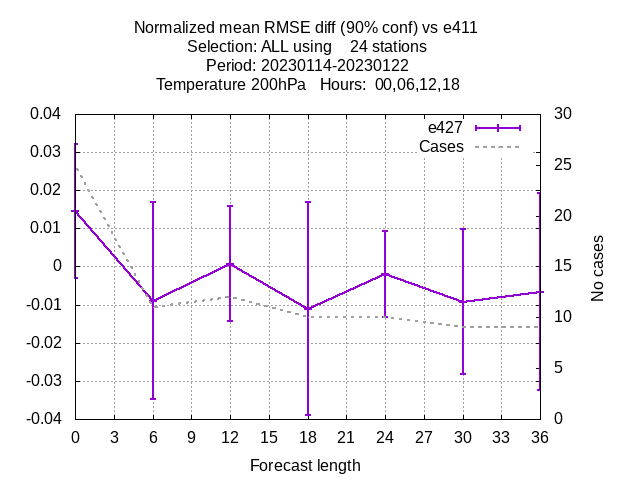 Normalized mean RMSE diff (90% conf) vs e411
Selection: ALL using    24 stations
Period: 20230114-20230122
Temperature 200hPa   Hours:  00,06,12,18
e427
Cases
0.04
0.03
0.02
0.01
0
-0.01
-0.02
-0.03
-0.04
30
25
20
15
10
5
0
No cases
0 3 6 9 12 15 18 21 24 27 30 33 36
Forecast length